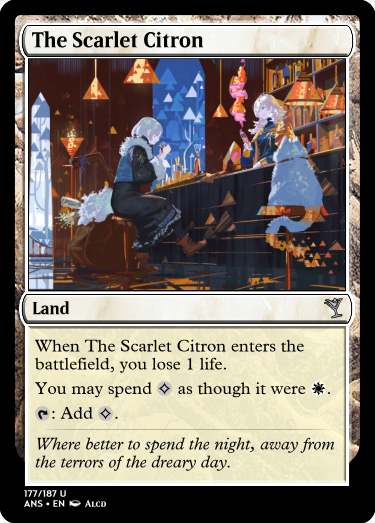 The Scarlet Citron
Land
When The Scarlet Citron enters the
battlefield, you lose 1 life.
You may spend as though it were .
: Add .
Where better to spend the night, away from
the terrors of the dreary day.
177/187 U
ANS • EN Alcd